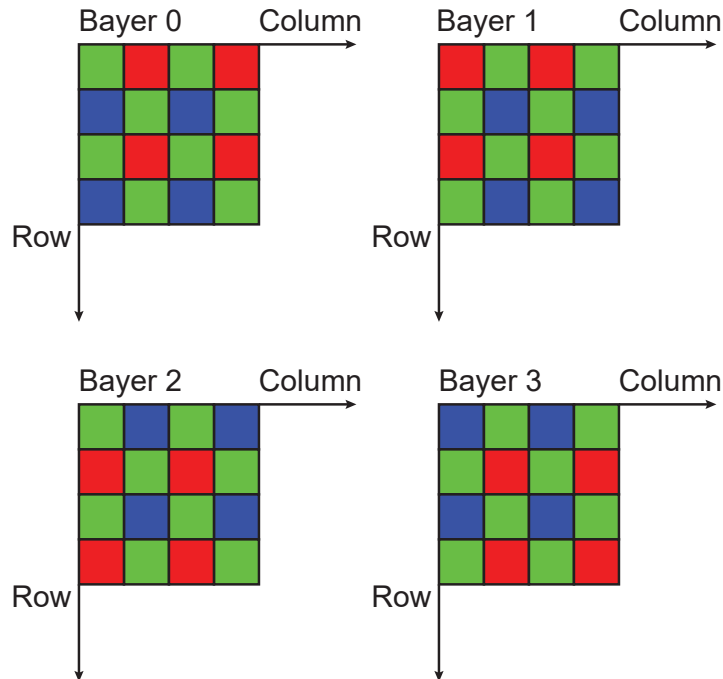 Bayer 0 Column
Bayer 1 Column
Row
Row
Bayer 2 Column
Bayer 3 Column
Row
Row